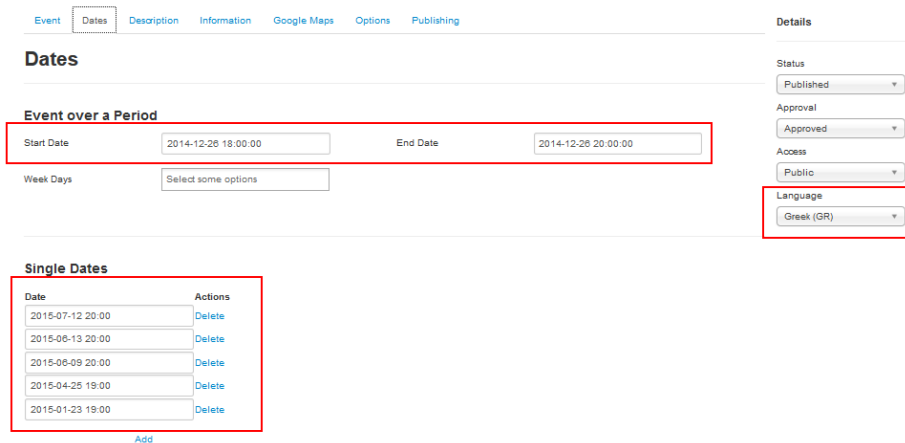 Event Dates Description Information Google Maps Options Publishing
Details
Dates
Status
Published
Event over a Period
Approval
Start Date 2014-12-26 18:00:00 End Date 2014-12-26 20:00:00
Approved
Access
Week Days Select some options
Public
Language
Greek (GR)
Single Dates
Date Actions
2015-07-12 20:00 Delete
2015-06-13 20:00 Delete
2015-06-09 20:00 Delete
2015-04-25 19:00 Delete
2015-01-23 19:00 Delete
Add